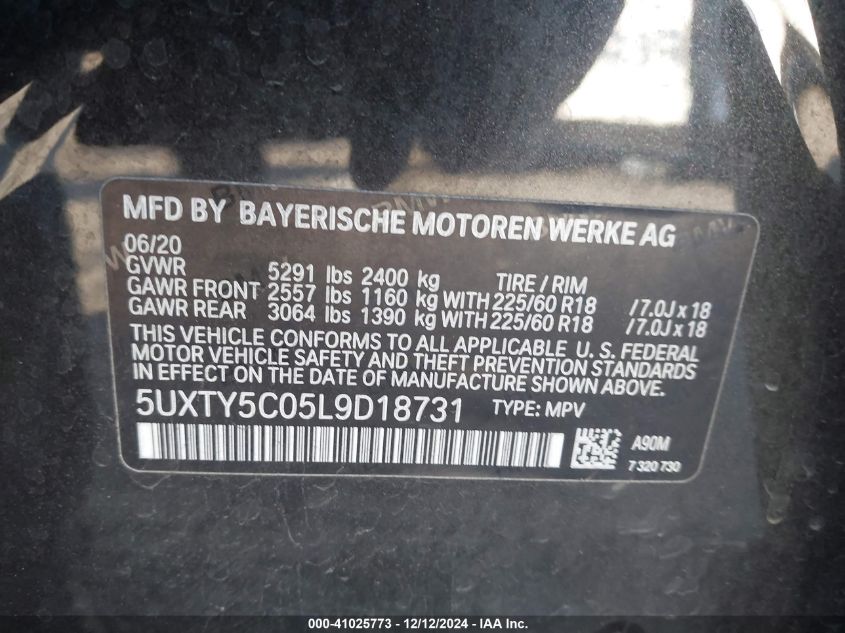 MFD BY BAYERISCHE MOTOREN WERKE AG
06/20
GVWR 5291 lbs 2400 kg TIRE / RIM
GAWR FRONT 2557 lbs 1160 kg WITH 225/60 R18 / 7.0J x 18
GAWR REAR 3064 lbs 1390 kg WITH 225/60 R18 / 7.0J x 18
THIS VEHICLE CONFORMS TO ALL APPLICABLE U. S. FEDERAL
MOTOR VEHICLE SAFETY AND THEFT PREVENTION STANDARDS
IN EFFECT ON THE DATE OF MANUFACTURE SHOWN ABOVE.
5UXTY5C05L9D18731 TYPE: MPV
A90M
7 320 730
000-41025773 - 12/12/2024 - IAA Inc.